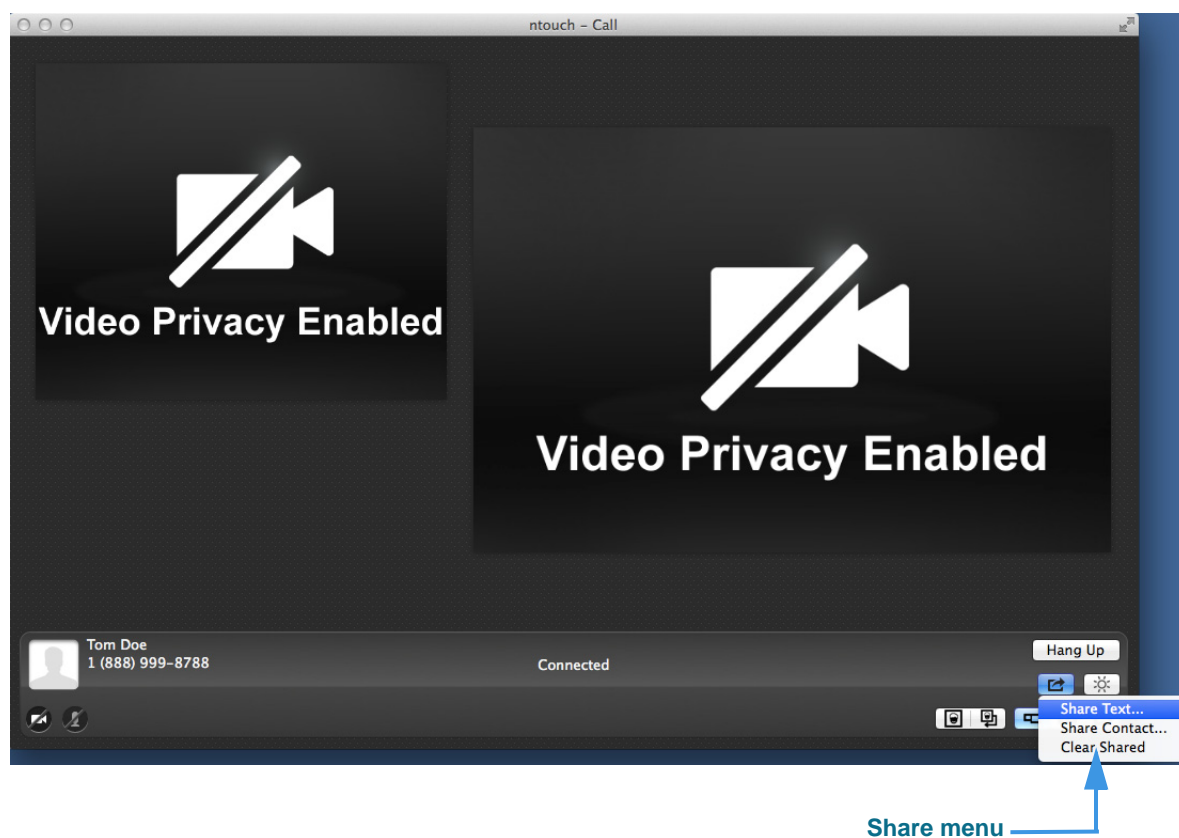 ntouch – Call
Video Privacy Enabled
Video Privacy Enabled
Tom Doe
1 (888) 999-8788
Connected
Hang Up
Share Text...
Share Contact...
Clear Shared
Share menu